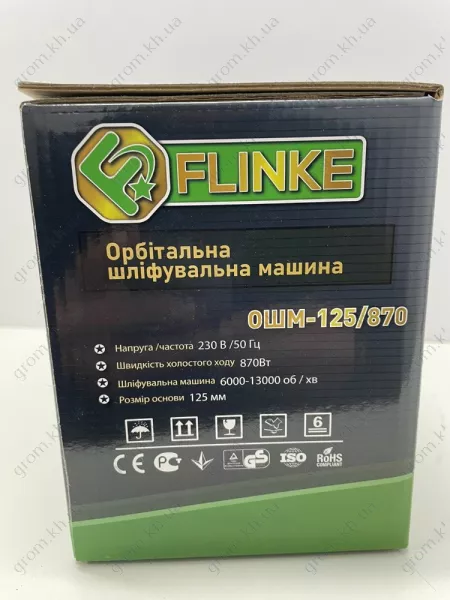 FLINKE
Орбітальна
шліфувальна машина
ОШМ-125/870
Напруга/частота 230 В /50 Гц
Швидкість холостого ходу 870Вт
Шліфувальна машина 6000-13000 об / хв
Розмір основи 125 мм
6
CE PC GS ISO RoHS
COMPLIANT
grom.kh.ua